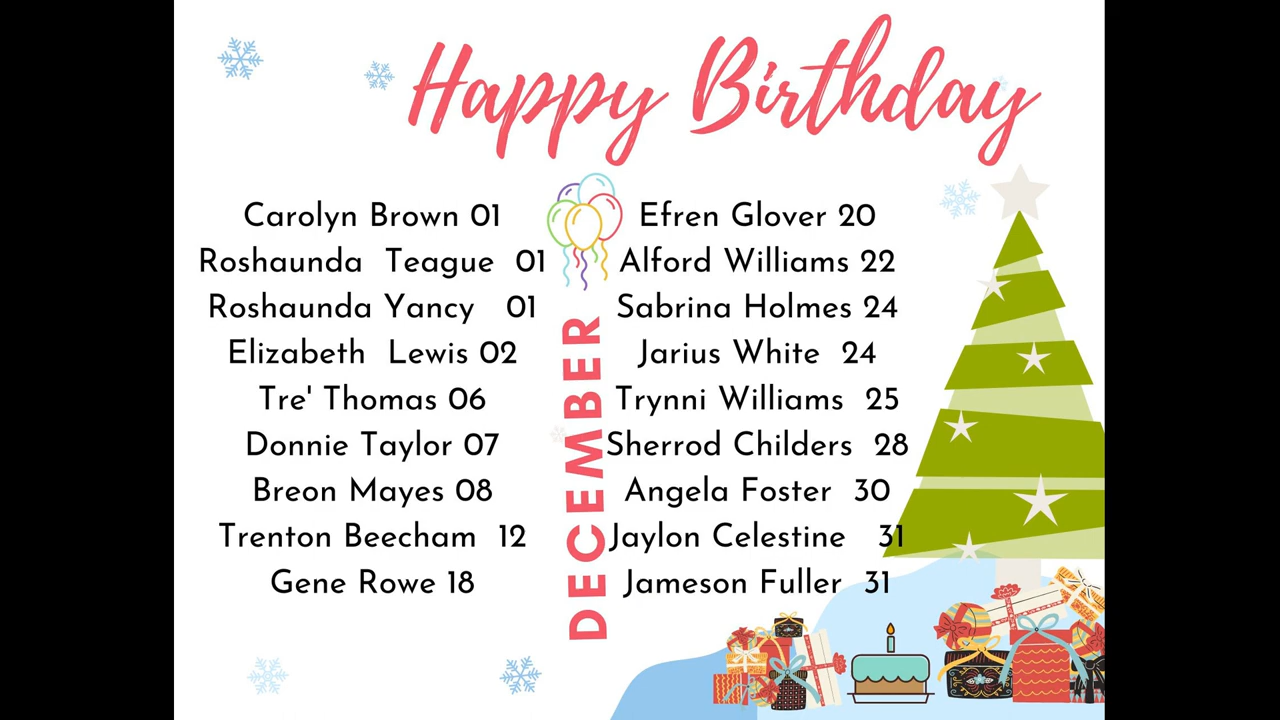 Happy Birthday
Carolyn Brown 01
Roshaunda Teague 01
Roshaunda Yancy 01
Elizabeth Lewis 02
Tre' Thomas 06
Donnie Taylor 07
Breon Mayes 08
Trenton Beecham 12
Gene Rowe 18
DECEMBER
Efren Glover 20
Alford Williams 22
Sabrina Holmes 24
Jarius White 24
Trynni Williams 25
Sherrod Childers 28
Angela Foster 30
Jaylon Celestine 31
Jameson Fuller 31